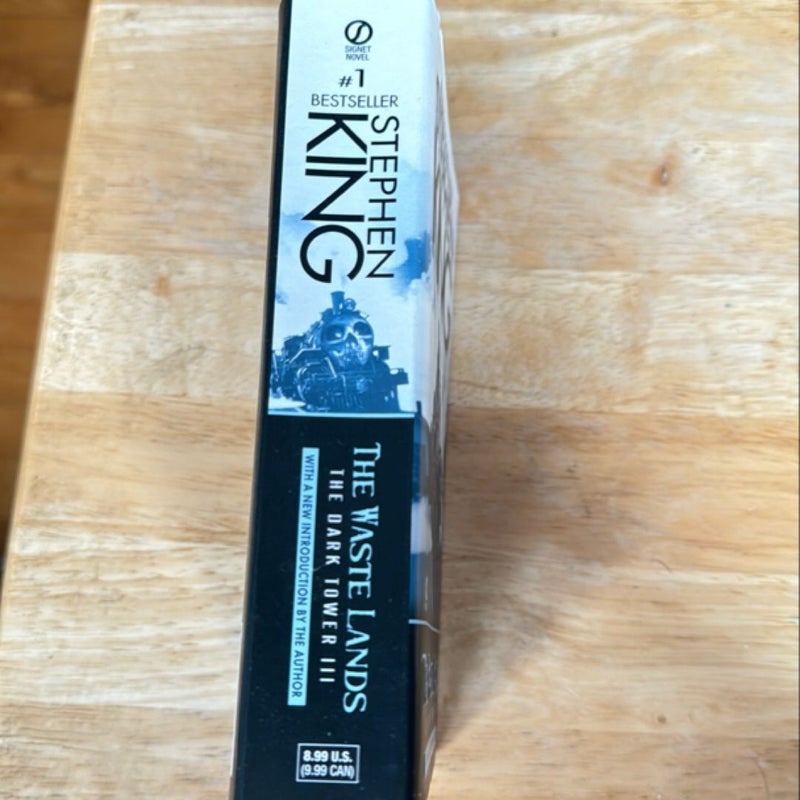 SIGNET
NOVEL
#1
BESTSELLER
STEPHEN
KING
THE WASTE LANDS
THE DARK TOWER III
WITH A NEW INTRODUCTION BY THE AUTHOR
8.99 U.S.
(9.99 CAN)